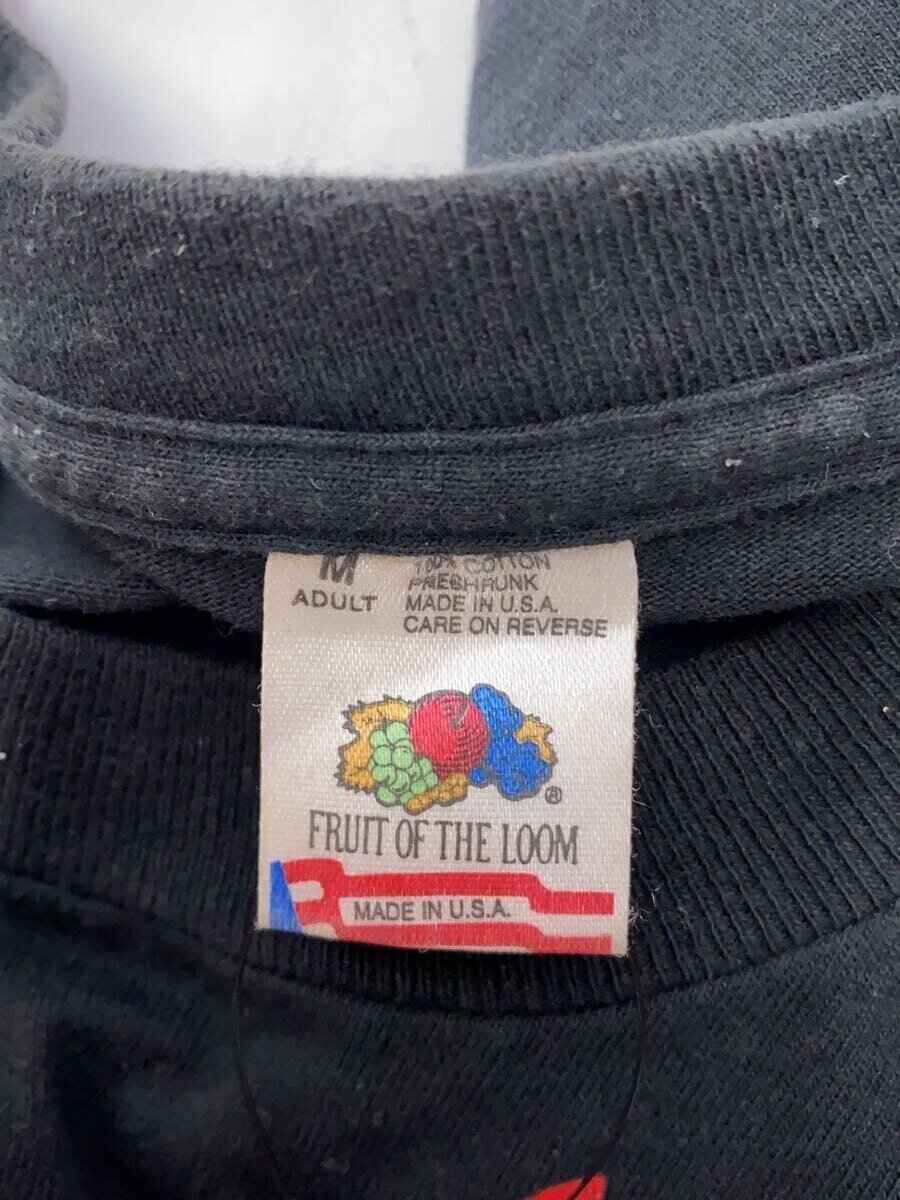 M
ADULT
100% COTTON
PRESHRUNK
MADE IN U.S.A.
CARE ON REVERSE
®
FRUIT OF THE LOOM
MADE IN U.S.A.